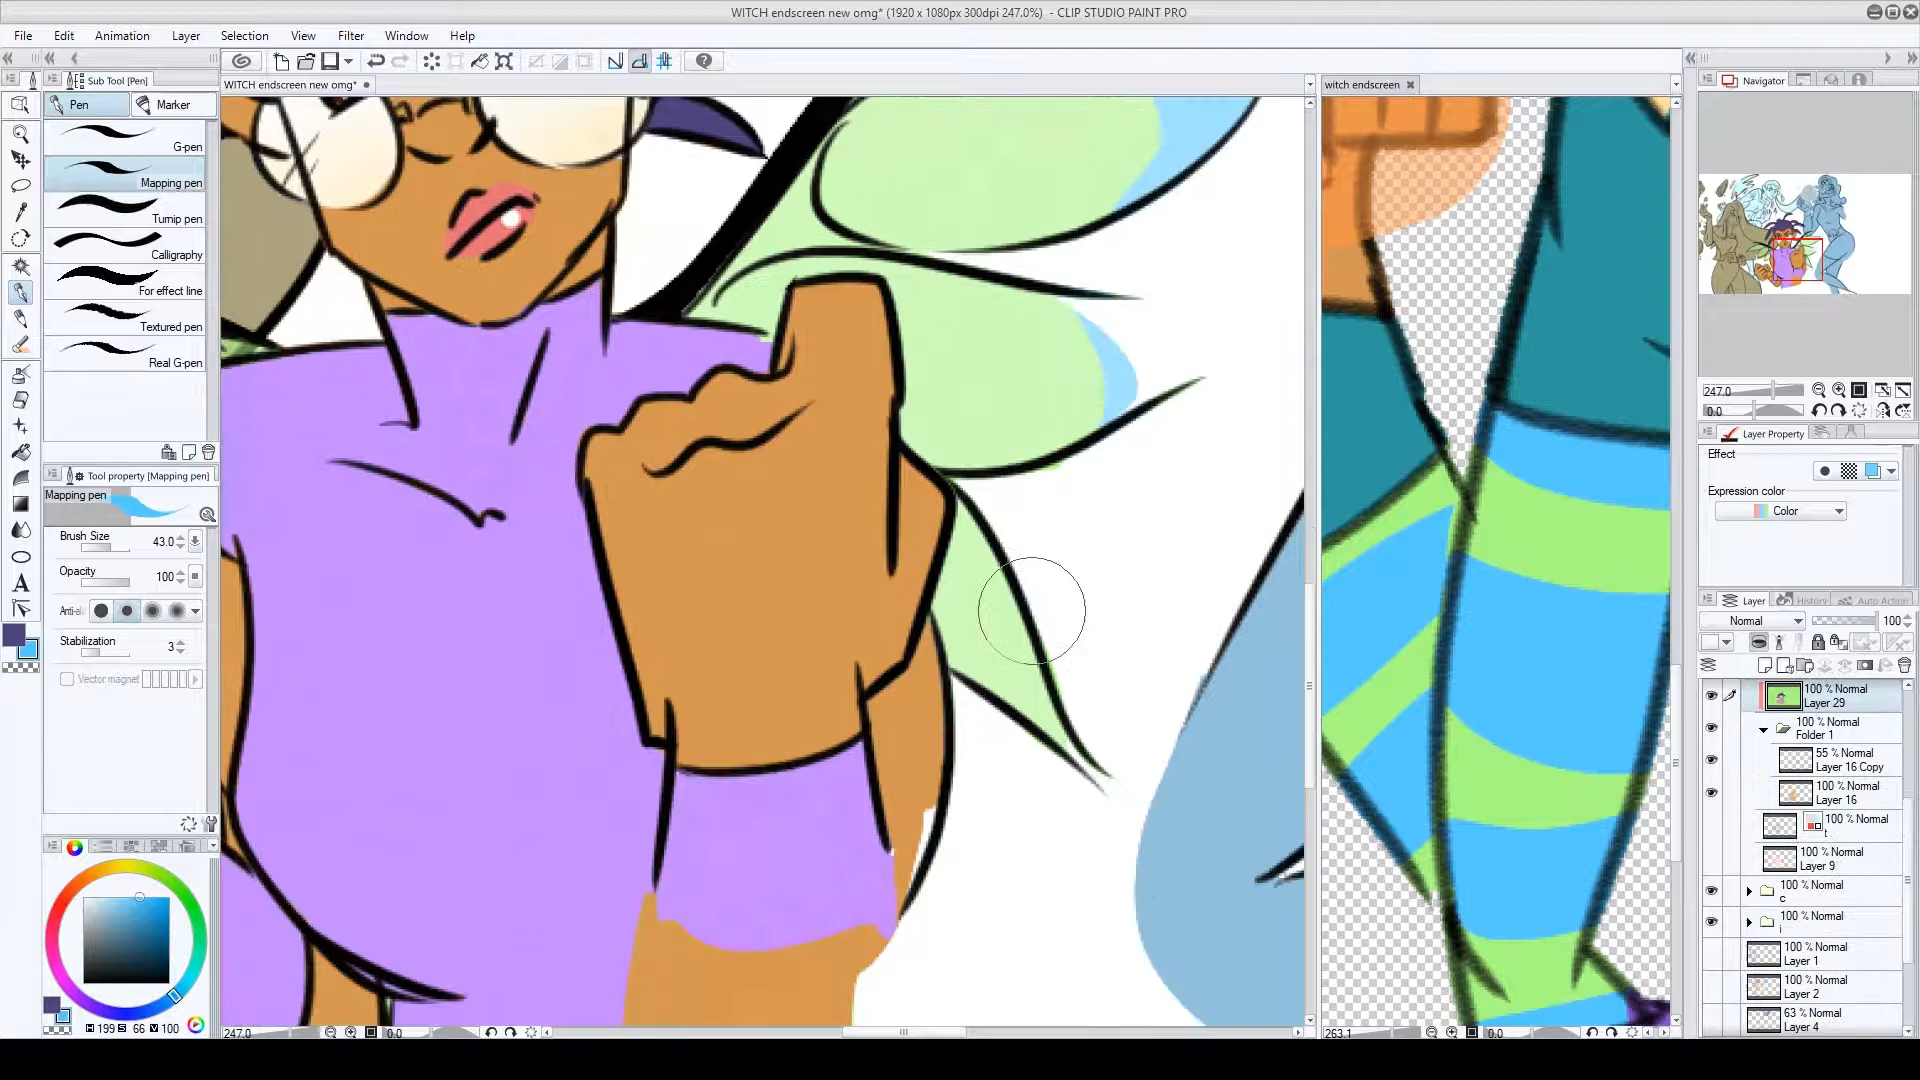 WITCH endscreen new omg* (1920 x 1080px 300dpi 247.0%) - CLIP STUDIO PAINT PRO
File Edit Animation Layer Selection View Filter Window Help
Sub Tool [Pen]
WITCH endscreen new omg*
witch endscreen
Navigator
Pen
Marker
G-pen
Mapping pen
Turnip pen
Calligraphy
For effect line
Textured pen
Real G-pen
Tool property [Mapping pen]
Mapping pen
Brush Size 43.0
Opacity 100
Stabilization 3
Vector magnet
A
H 199 S 66 V 100
247.0
0.0
263.1
0.0
247.0
0.0
Layer Property
Effect
Expression color
Color
Layer
History
Auto Action
Normal
100
100 % Normal
Layer 29
100 % Normal
Folder 1
55 % Normal
Layer 16 Copy
100 % Normal
Layer 16
100 % Normal
t
100 % Normal
Layer 9
100 % Normal
c
100 % Normal
i
100 % Normal
Layer 1
100 % Normal
Layer 2
63 % Normal
Layer 4